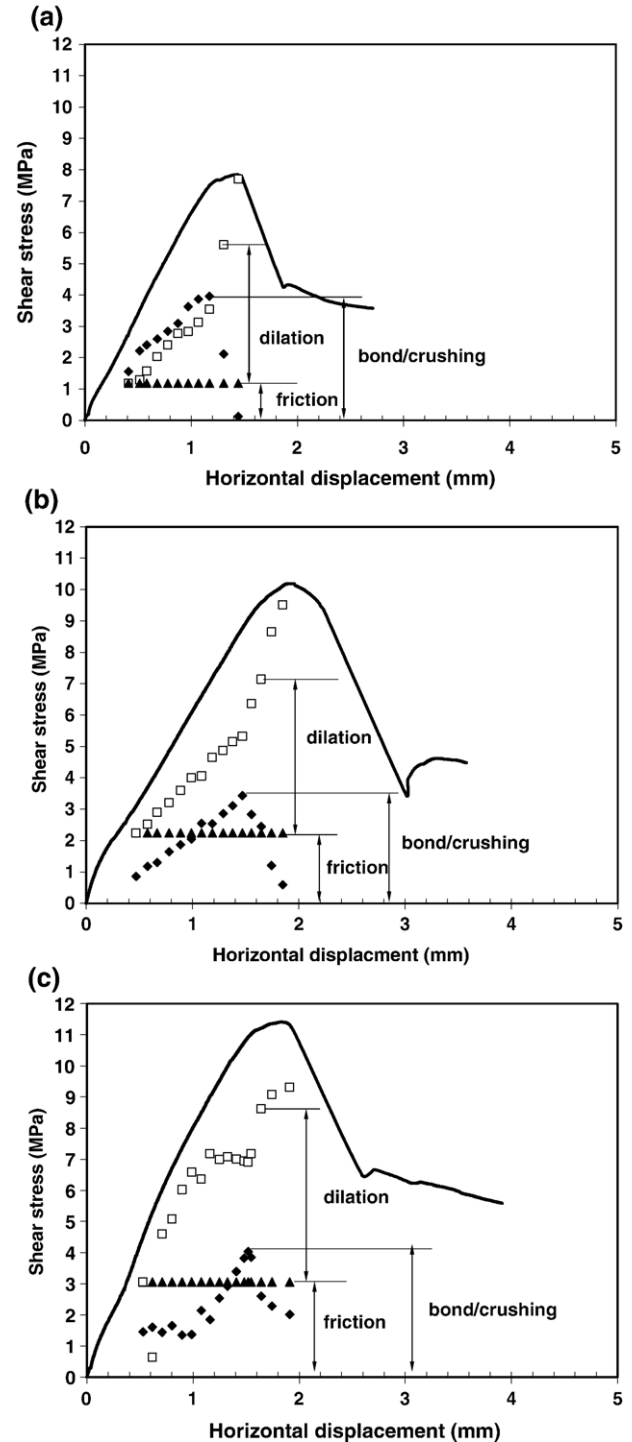 (a)
12
11
10
9
8
7
6
5
4
3
2
1
0
Shear stress (MPa)
dilation
bond/crushing
friction
0 1 2 3 4 5
Horizontal displacement (mm)
(b)
12
11
10
9
8
7
6
5
4
3
2
1
0
Shear stress (MPa)
dilation
bond/crushing
friction
0 1 2 3 4 5
Horizontal displacment (mm)
(c)
12
11
10
9
8
7
6
5
4
3
2
1
0
Shear stress (MPa)
dilation
bond/crushing
friction
0 1 2 3 4 5
Horizontal displacement (mm)